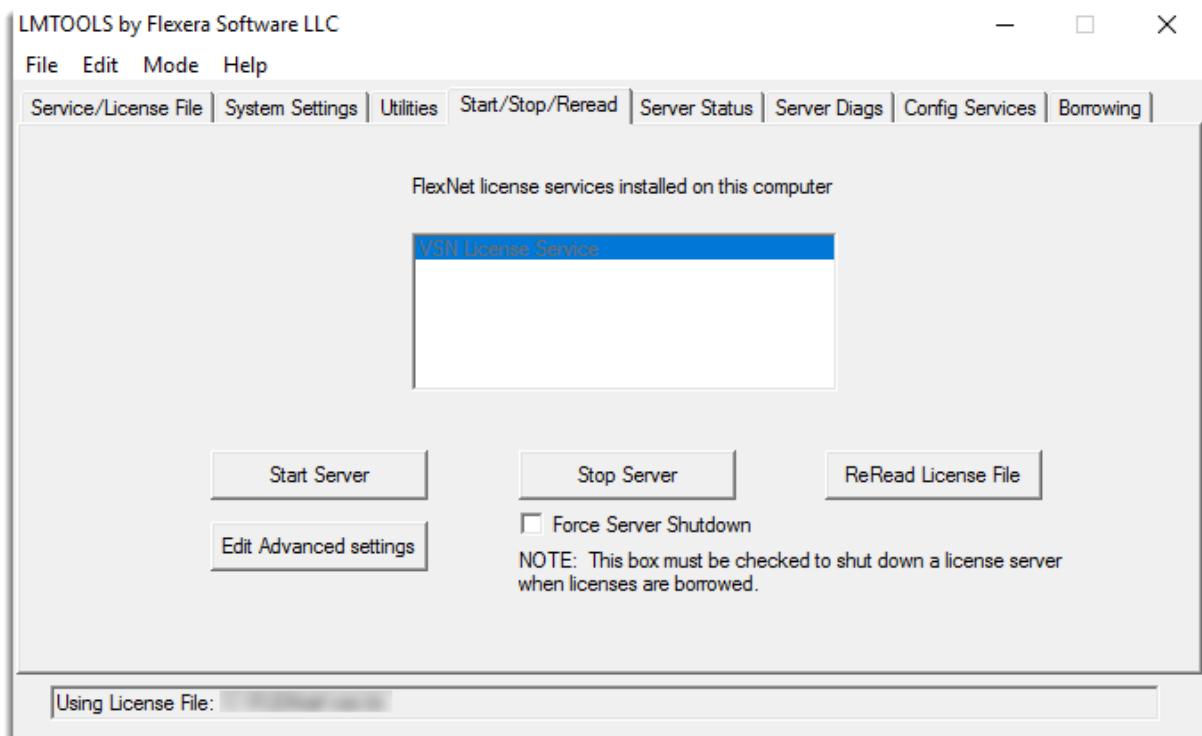 LMTOOLS by Flexera Software LLC
File Edit Mode Help
Service/License File System Settings Utilities Start/Stop/Reread Server Status Server Diags Config Services Borrowing
FlexNet license services installed on this computer
VSN License Service
Start Server Stop Server ReRead License File
Edit Advanced settings
Force Server Shutdown
NOTE: This box must be checked to shut down a license server
when licenses are borrowed.
Using License File: